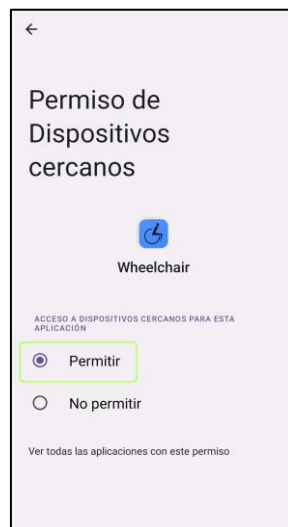 Permiso de
Dispositivos
cercanos
Wheelchair
ACCESO A DISPOSITIVOS CERCANOS PARA ESTA
APLICACIÓN
Permitir
No permitir
Ver todas las aplicaciones con este permiso